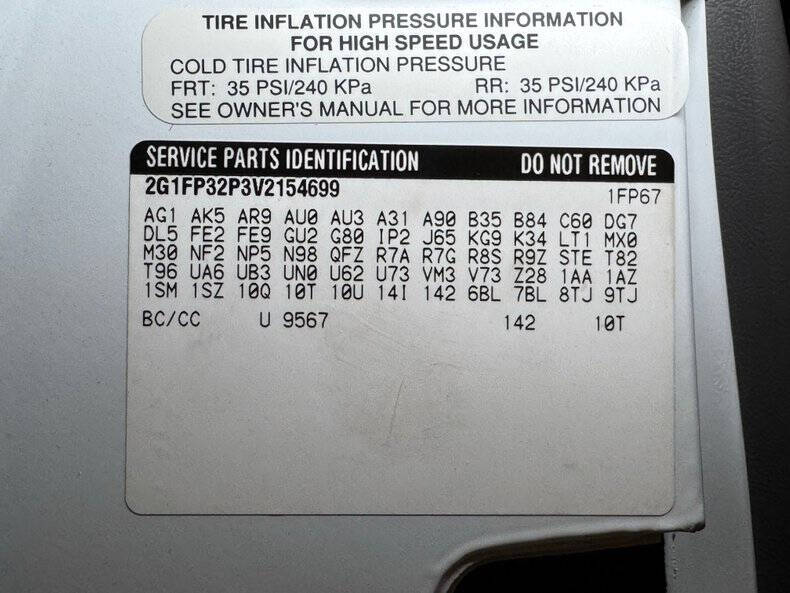 TIRE INFLATION PRESSURE INFORMATION
FOR HIGH SPEED USAGE
COLD TIRE INFLATION PRESSURE
FRT: 35 PSI/240 KPa RR: 35 PSI/240 KPa
SEE OWNER'S MANUAL FOR MORE INFORMATION
SERVICE PARTS IDENTIFICATION DO NOT REMOVE
2G1FP32P3V2154699
1FP67
AG1 AK5 AR9 AU0 AU3 A31 A90 B35 B84 C60 DG7
DL5 FE2 FE9 GU2 G80 IP2 J65 KG9 K34 LT1 MX0
M30 NF2 NP5 N98 QFZ R7A R7G R8S R9Z STE T82
T96 UA6 UB3 UN0 U62 U73 VM3 V73 Z28 1AA 1AZ
1SM 1SZ 10Q 10T 10U 14I 142 6BL 7BL 8TJ 9TJ
BC/CC U 9567 142 10T